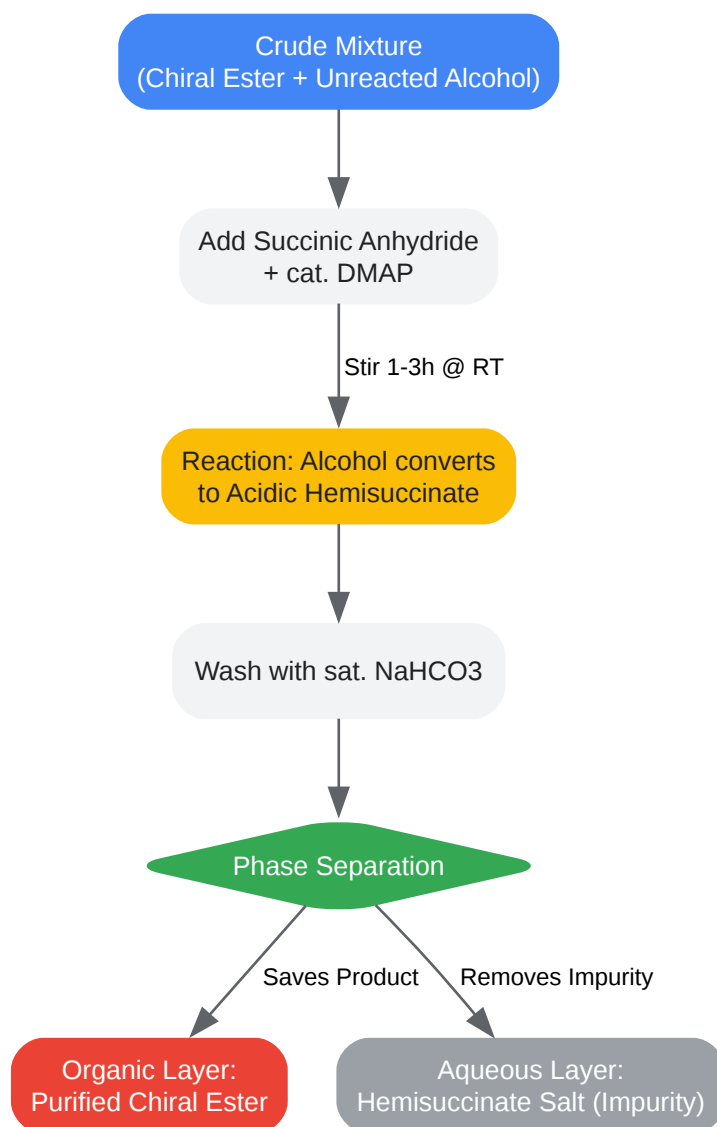 Crude Mixture
(Chiral Ester + Unreacted Alcohol)
Add Succinic Anhydride
+ cat. DMAP
Stir 1-3h @ RT
Reaction: Alcohol converts
to Acidic Hemisuccinate
Wash with sat. NaHCO3
Phase Separation
Saves Product
Removes Impurity
Organic Layer:
Purified Chiral Ester
Aqueous Layer:
Hemisuccinate Salt (Impurity)